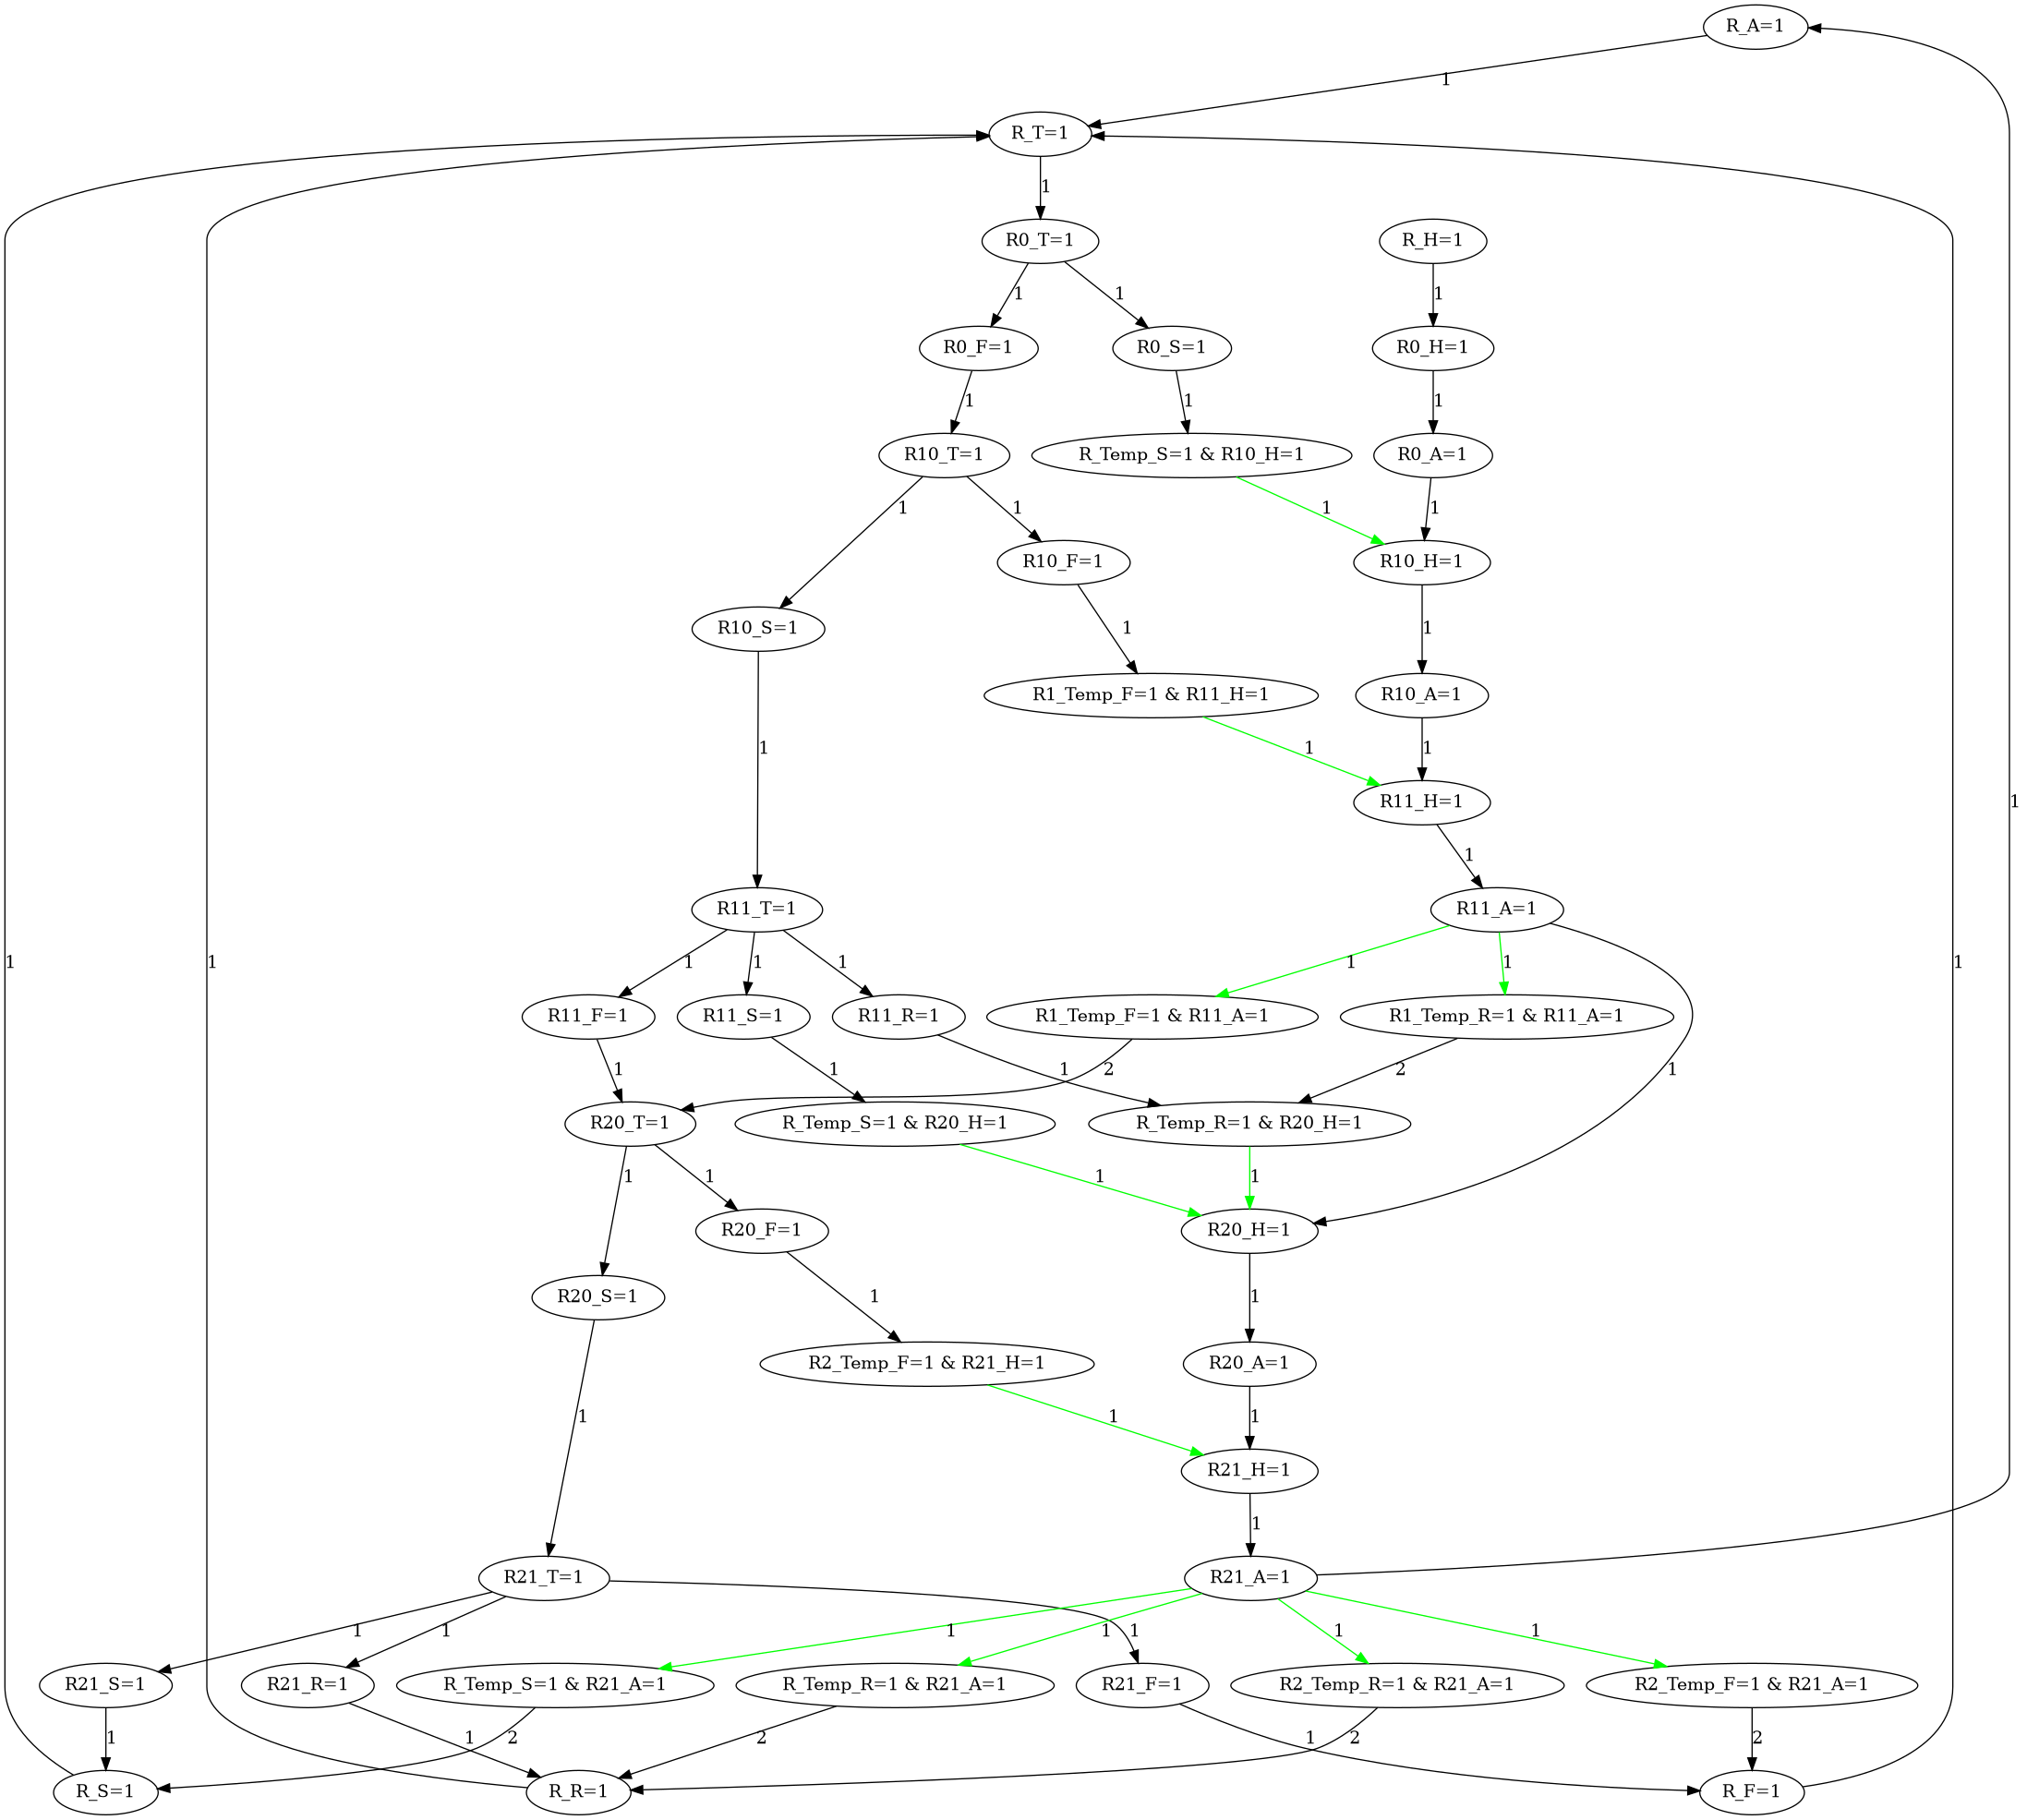 R_A=1
1
R_T=1
1
R0_T=1
R_H=1
1
1
1
R0_F=1
R0_S=1
R0_H=1
1
1
1
R10_T=1
R_Temp_S=1 & R10_H=1
R0_A=1
1
1
1
1
R10_F=1
R10_H=1
R10_S=1
1
1
R1_Temp_F=1 & R11_H=1
R10_A=1
1
1
1
R11_H=1
1
1
R11_T=1
R11_A=1
1
1
1
1
1
1
1
1
R11_F=1
R11_S=1
R11_R=1
R1_Temp_F=1 & R11_A=1
R1_Temp_R=1 & R11_A=1
1
1
1
2
2
1
R20_T=1
R_Temp_S=1 & R20_H=1
R_Temp_R=1 & R20_H=1
1
1
1
1
R20_F=1
R20_H=1
R20_S=1
1
1
R2_Temp_F=1 & R21_H=1
R20_A=1
1
1
1
R21_H=1
1
R21_T=1
R21_A=1
1
1
1
1
1
1
1
R21_S=1
R21_R=1
R_Temp_S=1 & R21_A=1
R_Temp_R=1 & R21_A=1
R21_F=1
R2_Temp_R=1 & R21_A=1
R2_Temp_F=1 & R21_A=1
1
1
2
2
1
2
2
R_S=1
R_R=1
R_F=1